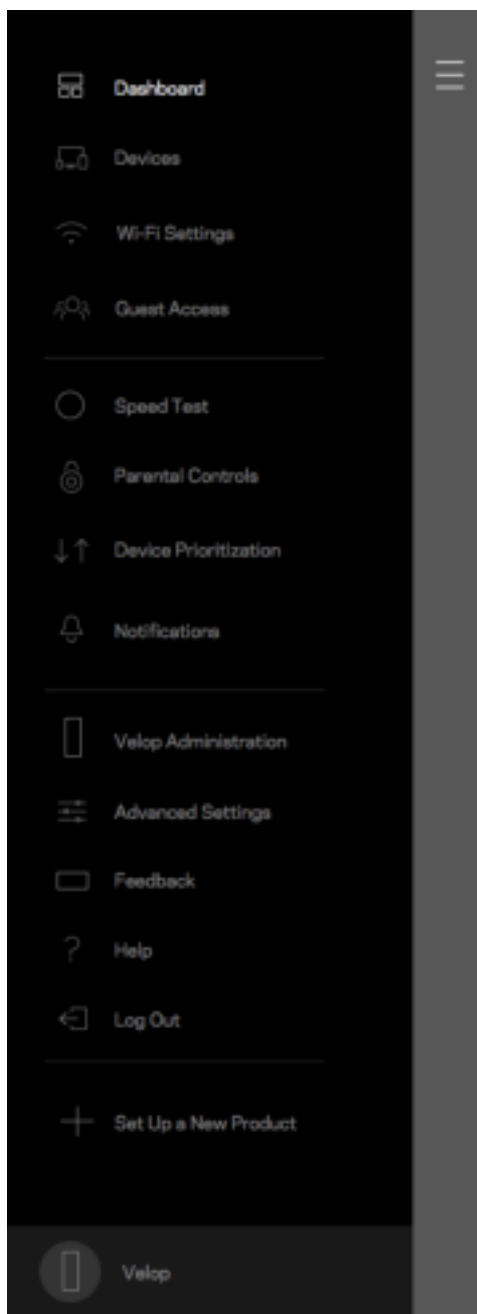 Dashboard
Devices
Wi-Fi Settings
Guest Access
Speed Test
Parental Controls
Device Prioritization
Notifications
Velop Administration
Advanced Settings
Feedback
Help
Log Out
Set Up a New Product
Velop